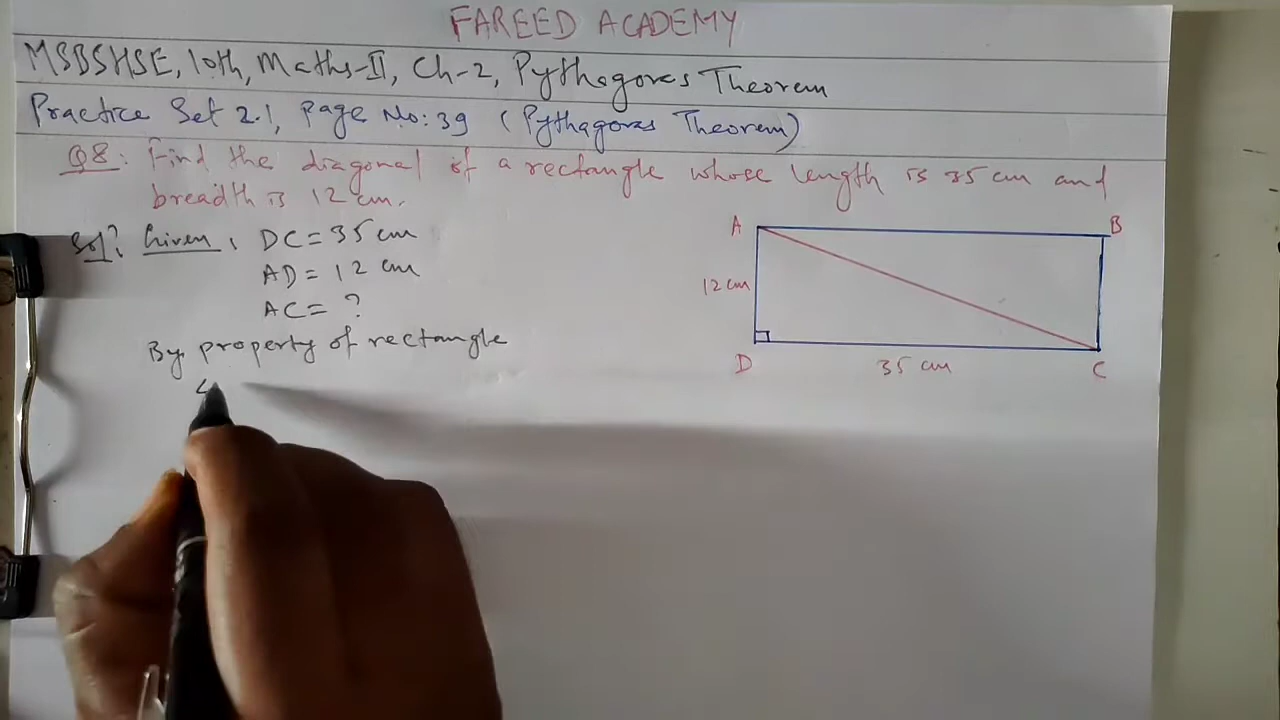 FAREED ACADEMY
MSBSHSE, 10th, Maths-II, Ch-2, Pythagoras Theorem
Practice Set 2.1, Page No: 39 (Pythagoras Theorem)
Q8: Find the diagonal of a rectangle whose length is 35 cm and
breadth is 12 cm.
Sol? Given, DC = 35 cm
AD = 12 cm
AC = ?
By property of rectangle
∠
A
B
12 cm
D
35 cm
C